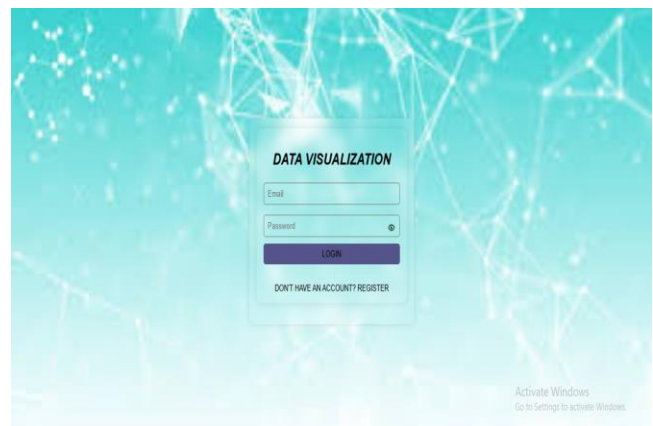 DATA VISUALIZATION
Email
Password
LOGIN
DON'T HAVE AN ACCOUNT? REGISTER
Activate Windows
Go to Settings to activate Windows.